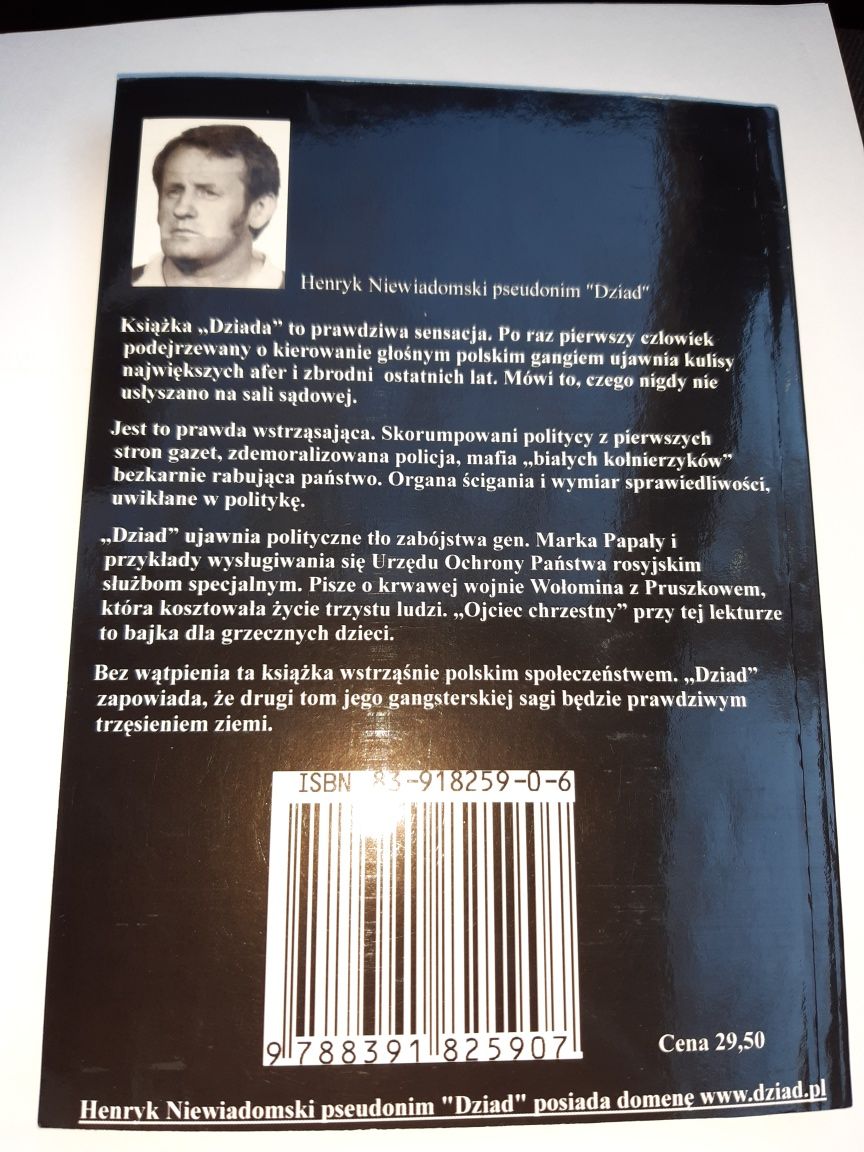 Henryk Niewiadomski pseudonim "Dziad"
Książka „Dziada” to prawdziwa sensacja. Po raz pierwszy człowiek
podejrzewany o kierowanie głośnym polskim gangiem ujawnia kulisy
największych afer i zbrodni ostatnich lat. Mówi to, czego nigdy nie
usłyszano na sali sądowej.
Jest to prawda wstrząsająca. Skorumpowani politycy z pierwszych
stron gazet, zdemoralizowana policja, mafia „białych kołnierzyków”
bezkarnie rabująca państwo. Organa ścigania i wymiar sprawiedliwości,
uwikłane w politykę.
„Dziad” ujawnia polityczne tło zabójstwa gen. Marka Papały i
przykłady wysługiwania się Urzędu Ochrony Państwa rosyjskim
służbom specjalnym. Pisze o krwawej wojnie Wołomina z Pruszkowem,
która kosztowała życie trzystu ludzi. „Ojciec chrzestny” przy tej lekturze
to bajka dla grzecznych dzieci.
Bez wątpienia ta książka wstrząśnie polskim społeczeństwem. „Dziad”
zapowiada, że drugi tom jego gangsterskiej sagi będzie prawdziwym
trzęsieniem ziemi.
ISBN 83-918259-0-6
9 788391 825907
Cena 29,50
Henryk Niewiadomski pseudonim "Dziad" posiada domenę www.dziad.pl